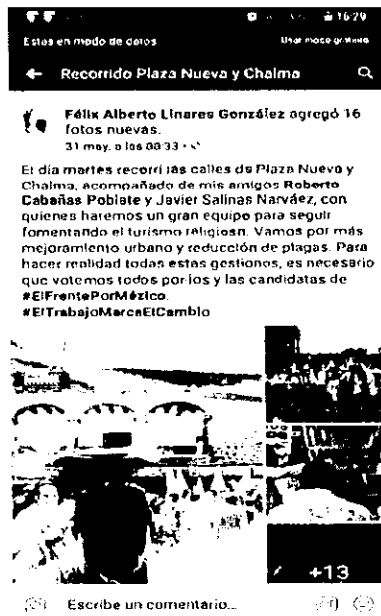 16:29
Estas en modo de datos
Usar modo gratuito
← Recorrido Plaza Nueva y Chalma
Félix Alberto Linares González agregó 16
fotos nuevas.
31 may. a las 00:33 ·
El día martes recorrí las calles de Plaza Nueva y
Chalma, acompañado de mis amigos Roberto
Cabañas Poblete y Javier Salinas Narváez, con
quienes haremos un gran equipo para seguir
fomentando el turismo religioso. Vamos por más
mejoramiento urbano y reducción de plagas. Para
hacer realidad todas estas gestiones, es necesario
que votemos todos por los y las candidatas de
#ElFrentePorMéxico.
#ElTrabajoMarcaElCambio
+13
Escribe un comentario...